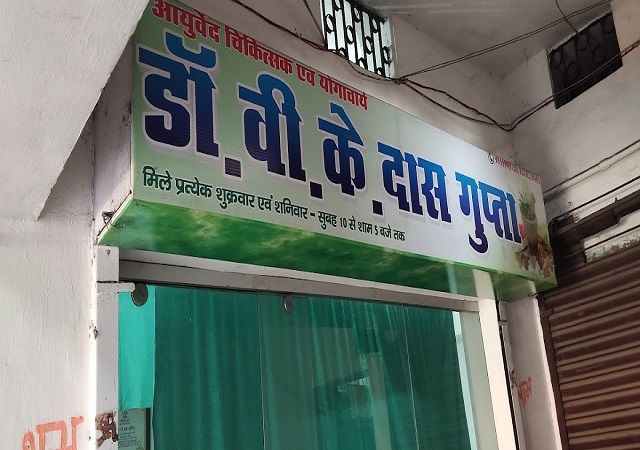 आयुर्वेद चिकित्सक एवं योगाचार्य
डॉ.वी.के.दास गुप्ता
मिले प्रत्येक शुक्रवार एवं शनिवार - सुबह 10 से शाम 5 बजे तक
शुभ